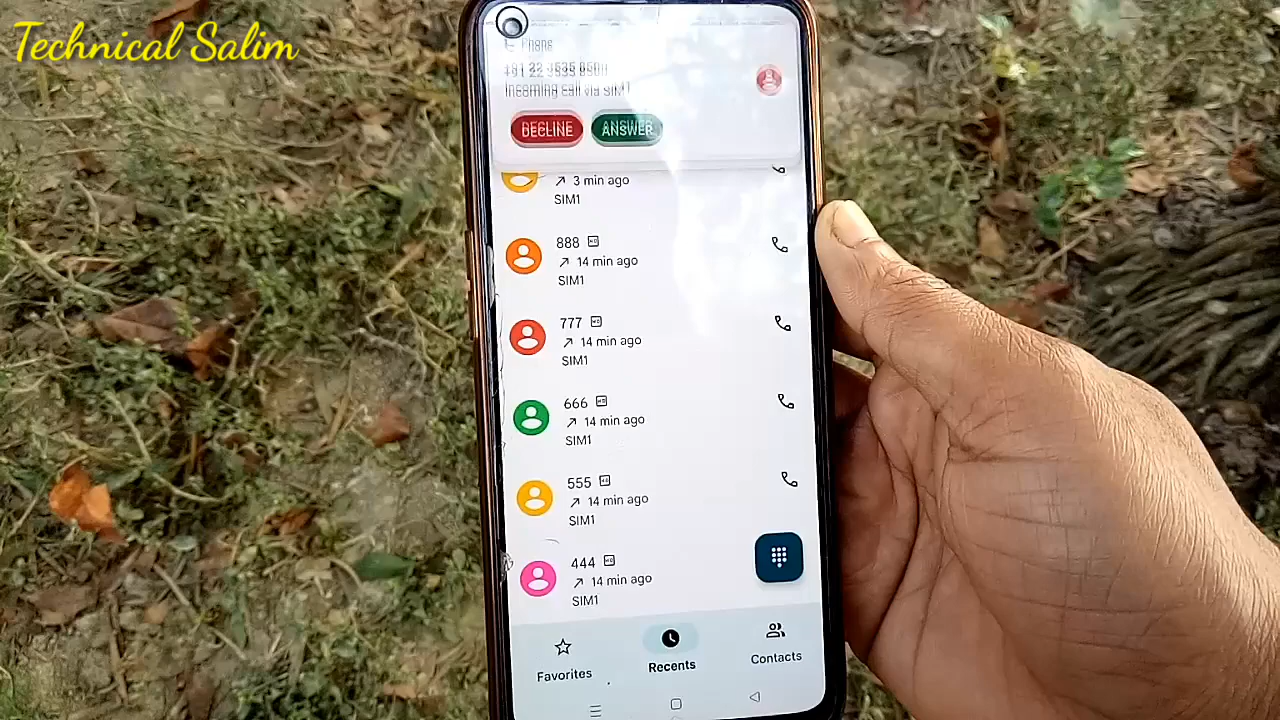 Technical Salim
Phone
Incoming call via SIM1
DECLINE ANSWER
3 min ago
SIM1
888
14 min ago
SIM1
777
14 min ago
SIM1
666
14 min ago
SIM1
555
14 min ago
SIM1
444
14 min ago
SIM1
Favorites Recents Contacts